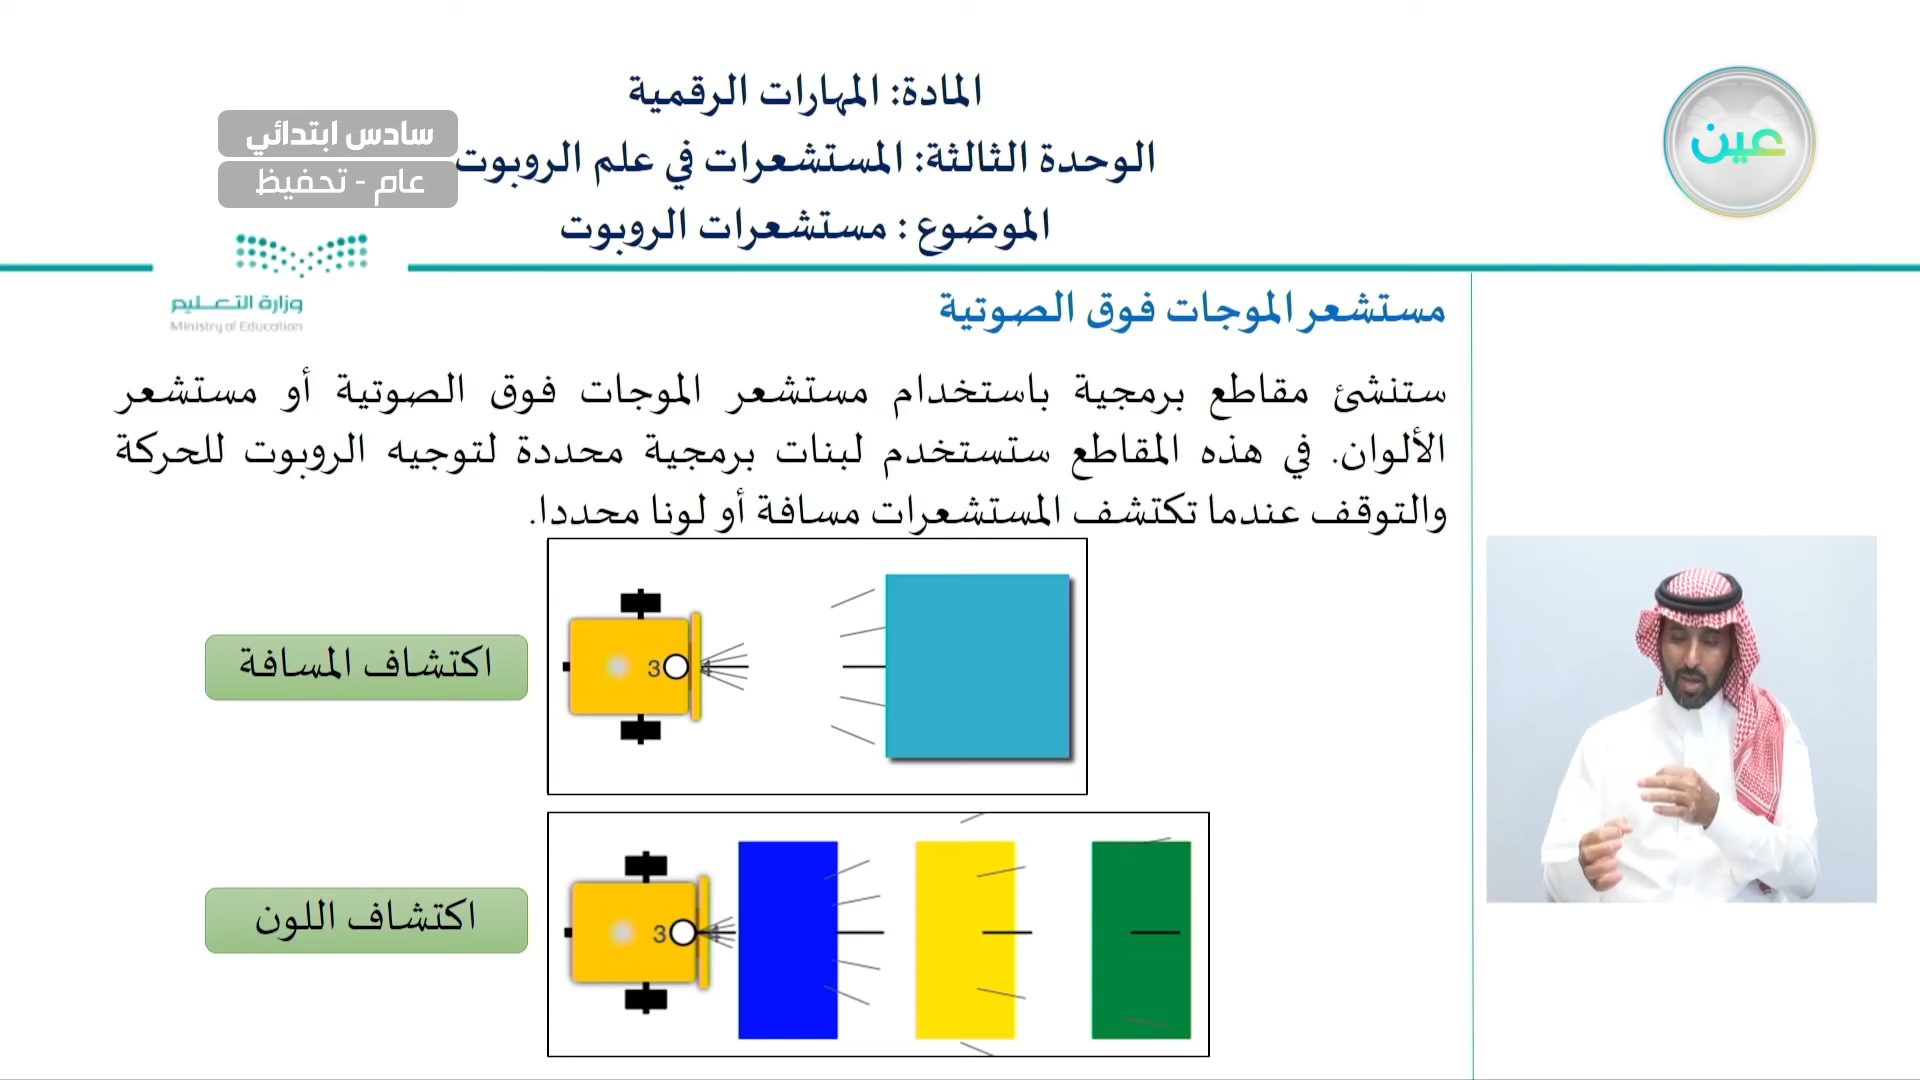 المادة: المهارات الرقمية
الوحدة الثالثة: المستشعرات في علم الروبوت
الموضوع : مستشعرات الروبوت
عين
سادس ابتدائي
عام - تحفيظ
وزارة التعليم
Ministry of Education
مستشعر الموجات فوق الصوتية
ستنشئ مقاطع برمجية باستخدام مستشعر الموجات فوق الصوتية أو مستشعر
الألوان. في هذه المقاطع ستستخدم لبنات برمجية محددة لتوجيه الروبوت للحركة
والتوقف عندما تكتشف المستشعرات مسافة أو لونا محددا.
اكتشاف المسافة
3 4
اكتشاف اللون
3 4